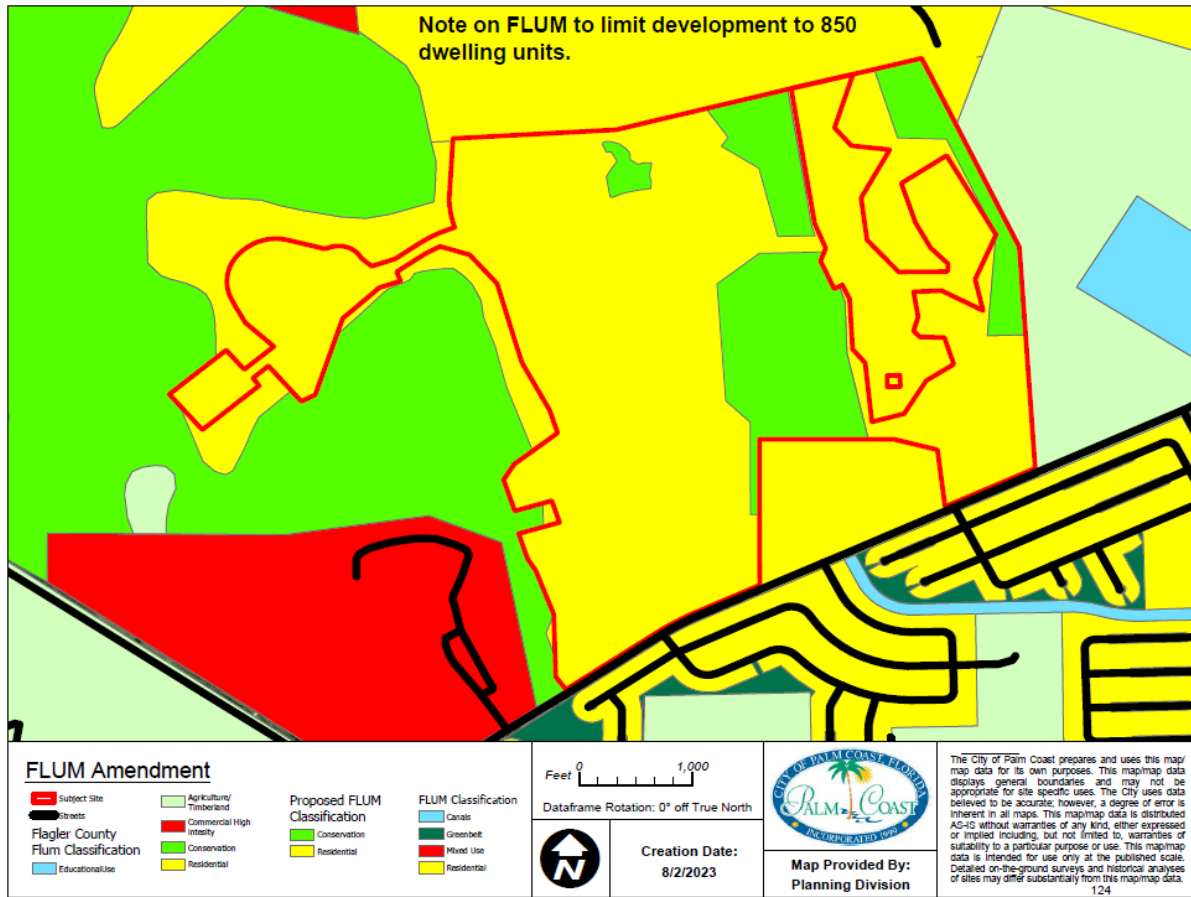 Note on FLUM to limit development to 850
dwelling units.
FLUM Amendment
Subject Site
Streets
Flagler County
Flum Classification
EducationalUse
Agriculture/
Timberland
Commercial High
Intesity
Conservation
Residential
Proposed FLUM
Classification
Conservation
Residential
FLUM Classification
Canals
Greenbelt
Mixed Use
Residential
Feet
0 1,000
Dataframe Rotation: 0° off True North
N
Creation Date:
8/2/2023
CITY OF PALM COAST, FLORIDA
PALM COAST
INCORPORATED 1999
Map Provided By:
Planning Division
The City of Palm Coast prepares and uses this map/
map data for its own purposes. This map/map data
displays general boundaries and may not be
appropriate for site specific uses. The City uses data
believed to be accurate; however, a degree of error is
inherent in all maps. This map/map data is distributed
AS-IS without warranties of any kind, either expressed
or implied including, but not limited to, warranties of
suitability to a particular purpose or use. This map/map
data is intended for use only at the published scale.
Detailed on-the-ground surveys and historical analyses
of sites may differ substantially from this map/map data.
124